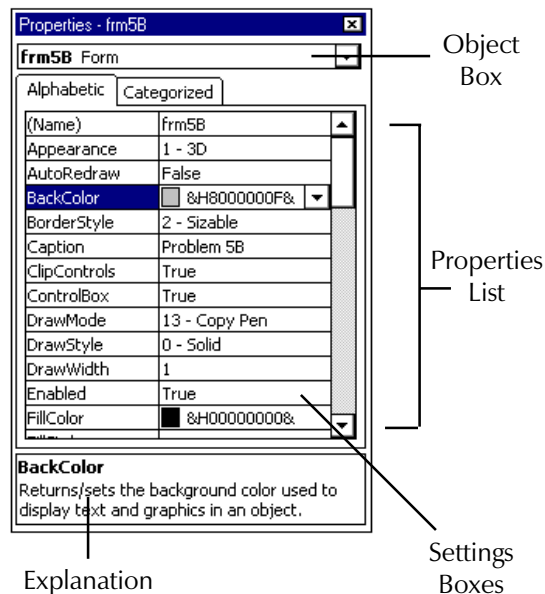 Properties - frm5B
frm5B Form
Object
Box
Alphabetic Categorized
(Name) frm5B
Appearance 1 - 3D
AutoRedraw False
BackColor &H8000000F&
BorderStyle 2 - Sizable
Caption Problem 5B
ClipControls True
ControlBox True
DrawMode 13 - Copy Pen
DrawStyle 0 - Solid
DrawWidth 1
Enabled True
FillColor &H00000000&
Properties
List
BackColor
Returns/sets the background color used to
display text and graphics in an object.
Explanation
Settings
Boxes